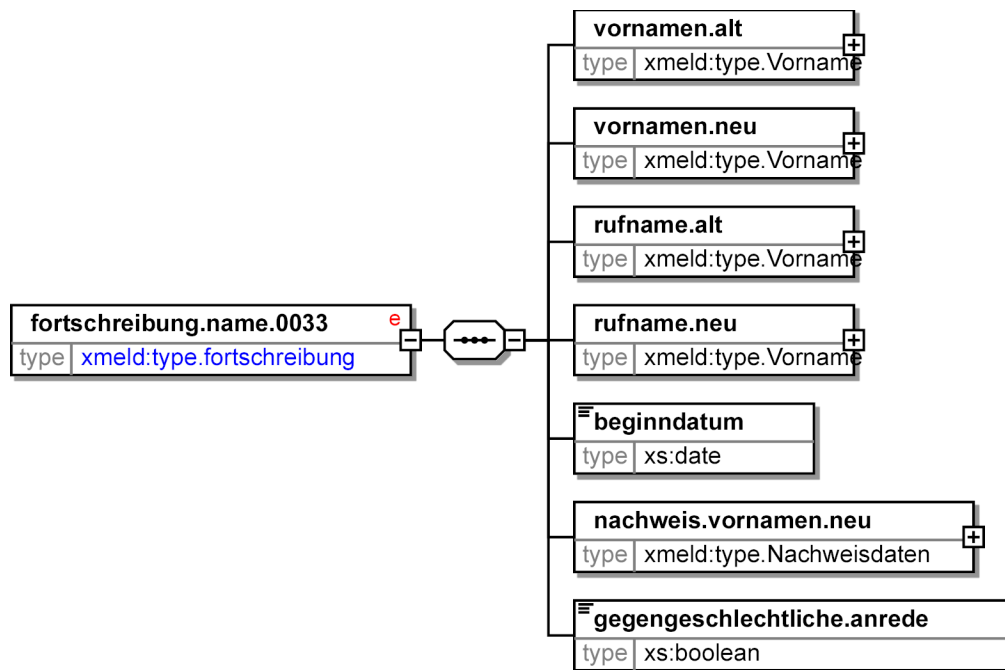 vornamen.alt
type xmeld:type.Vorname
vornamen.neu
type xmeld:type.Vorname
rufname.alt
type xmeld:type.Vorname
fortschreibung.name.0033 e
type xmeld:type.fortschreibung
rufname.neu
type xmeld:type.Vorname
beginndatum
type xs:date
nachweis.vornamen.neu
type xmeld:type.Nachweisdaten
gegengeschlechtliche.anrede
type xs:boolean